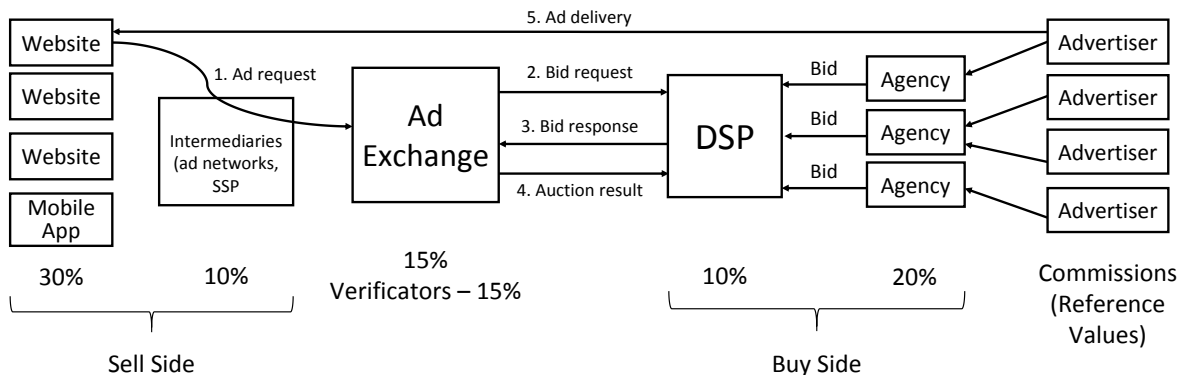 5. Ad delivery
Website
Website
Website
Mobile
App
1. Ad request
Intermediaries
(ad networks,
SSP
Ad
Exchange
2. Bid request
3. Bid response
4. Auction result
DSP
Bid
Bid
Bid
Agency
Agency
Agency
Advertiser
Advertiser
Advertiser
Advertiser
30%
10%
15%
Verificators – 15%
10%
20%
Commissions
(Reference
Values)
Sell Side
Buy Side